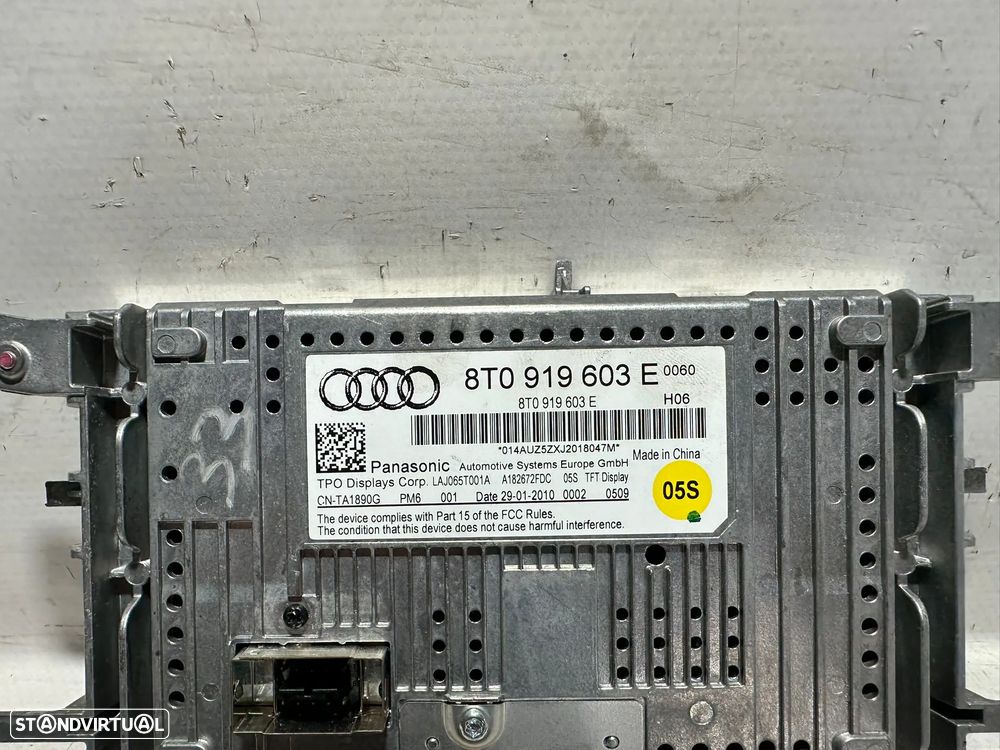 8T0 919 603 E 0060
8T0 919 603 E H06
*014AUZ5ZXJ2018047M*
Made in China
Panasonic Automotive Systems Europe GmbH
TPO Displays Corp. LAJ065T001A A182672FDC 05S TFT Display
CN-TA1890G PM6 001 Date 29-01-2010 0002 0509
05S
The device complies with Part 15 of the FCC Rules.
The condition that this device does not cause harmful interference.
33
STANDVIRTUAL